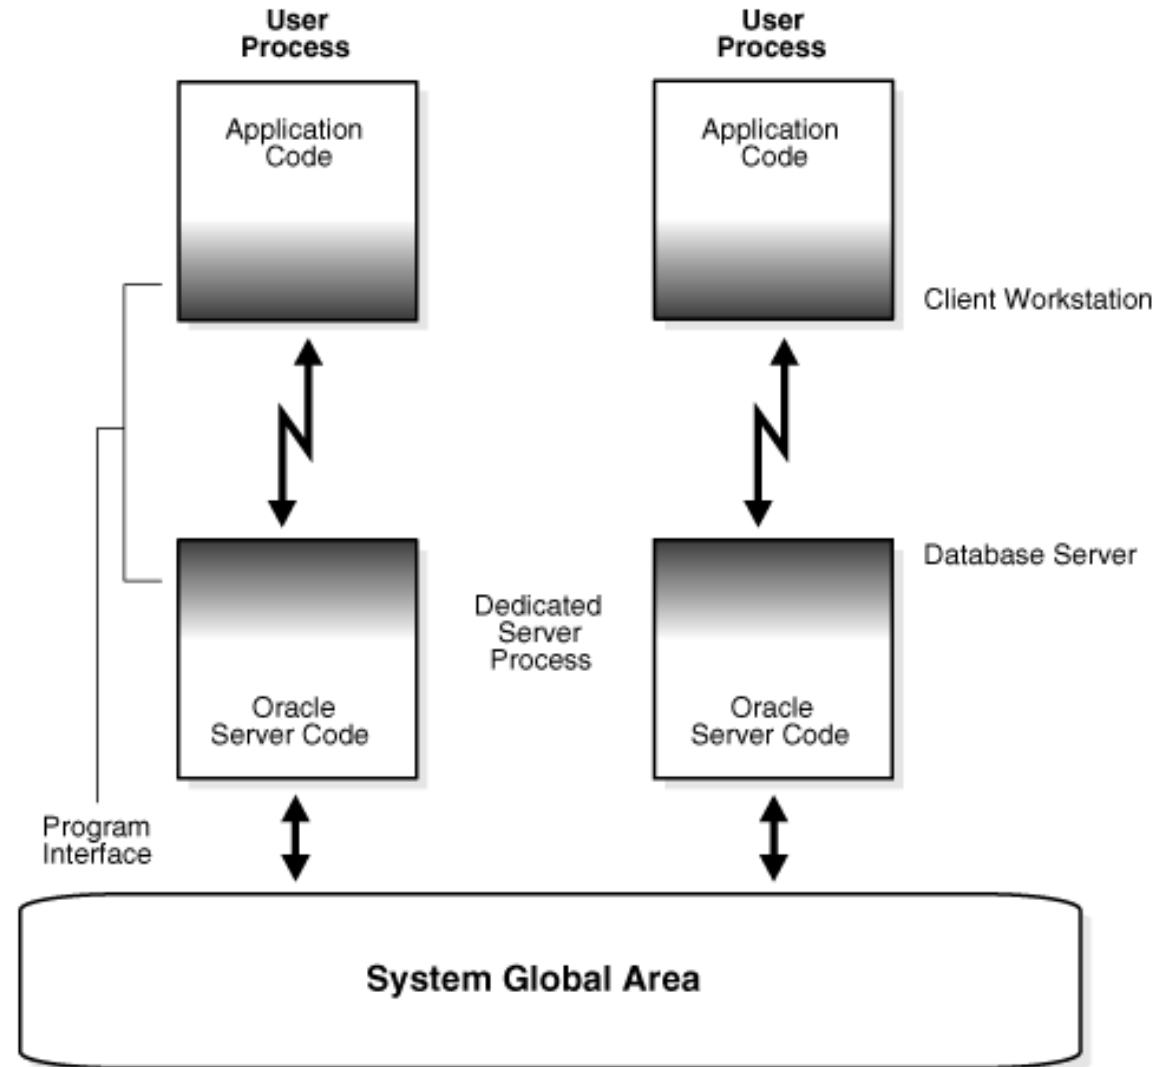 User
Process
User
Process
Application
Code
Application
Code
Client Workstation
Database Server
Dedicated
Server
Process
Oracle
Server Code
Oracle
Server Code
Program
Interface
System Global Area